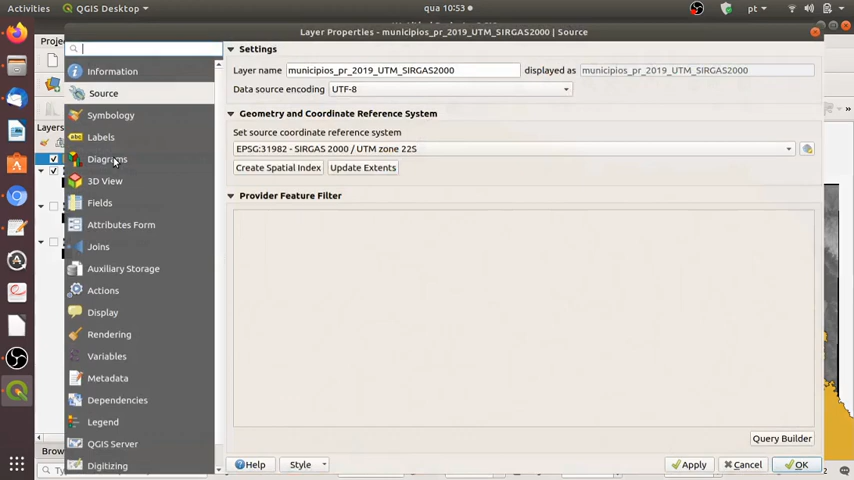 Activities QGIS Desktop qua 10:53 pt
Layer Properties - municipios_pr_2019_UTM_SIRGAS2000 | Source
Proje
Layers
Brow
Information
Source
Symbology
abc Labels
Diagrams
3D View
Fields
Attributes Form
Joins
Auxiliary Storage
Actions
Display
Rendering
Variables
Metadata
Dependencies
Legend
QGIS Server
Digitizing
Settings
Layer name municipios_pr_2019_UTM_SIRGAS2000 displayed as municipios_pr_2019_UTM_SIRGAS2000
Data source encoding UTF-8
Geometry and Coordinate Reference System
Set source coordinate reference system
EPSG:31982 - SIRGAS 2000 / UTM zone 22S
Create Spatial Index Update Extents
Provider Feature Filter
Query Builder
Help Style Apply Cancel OK